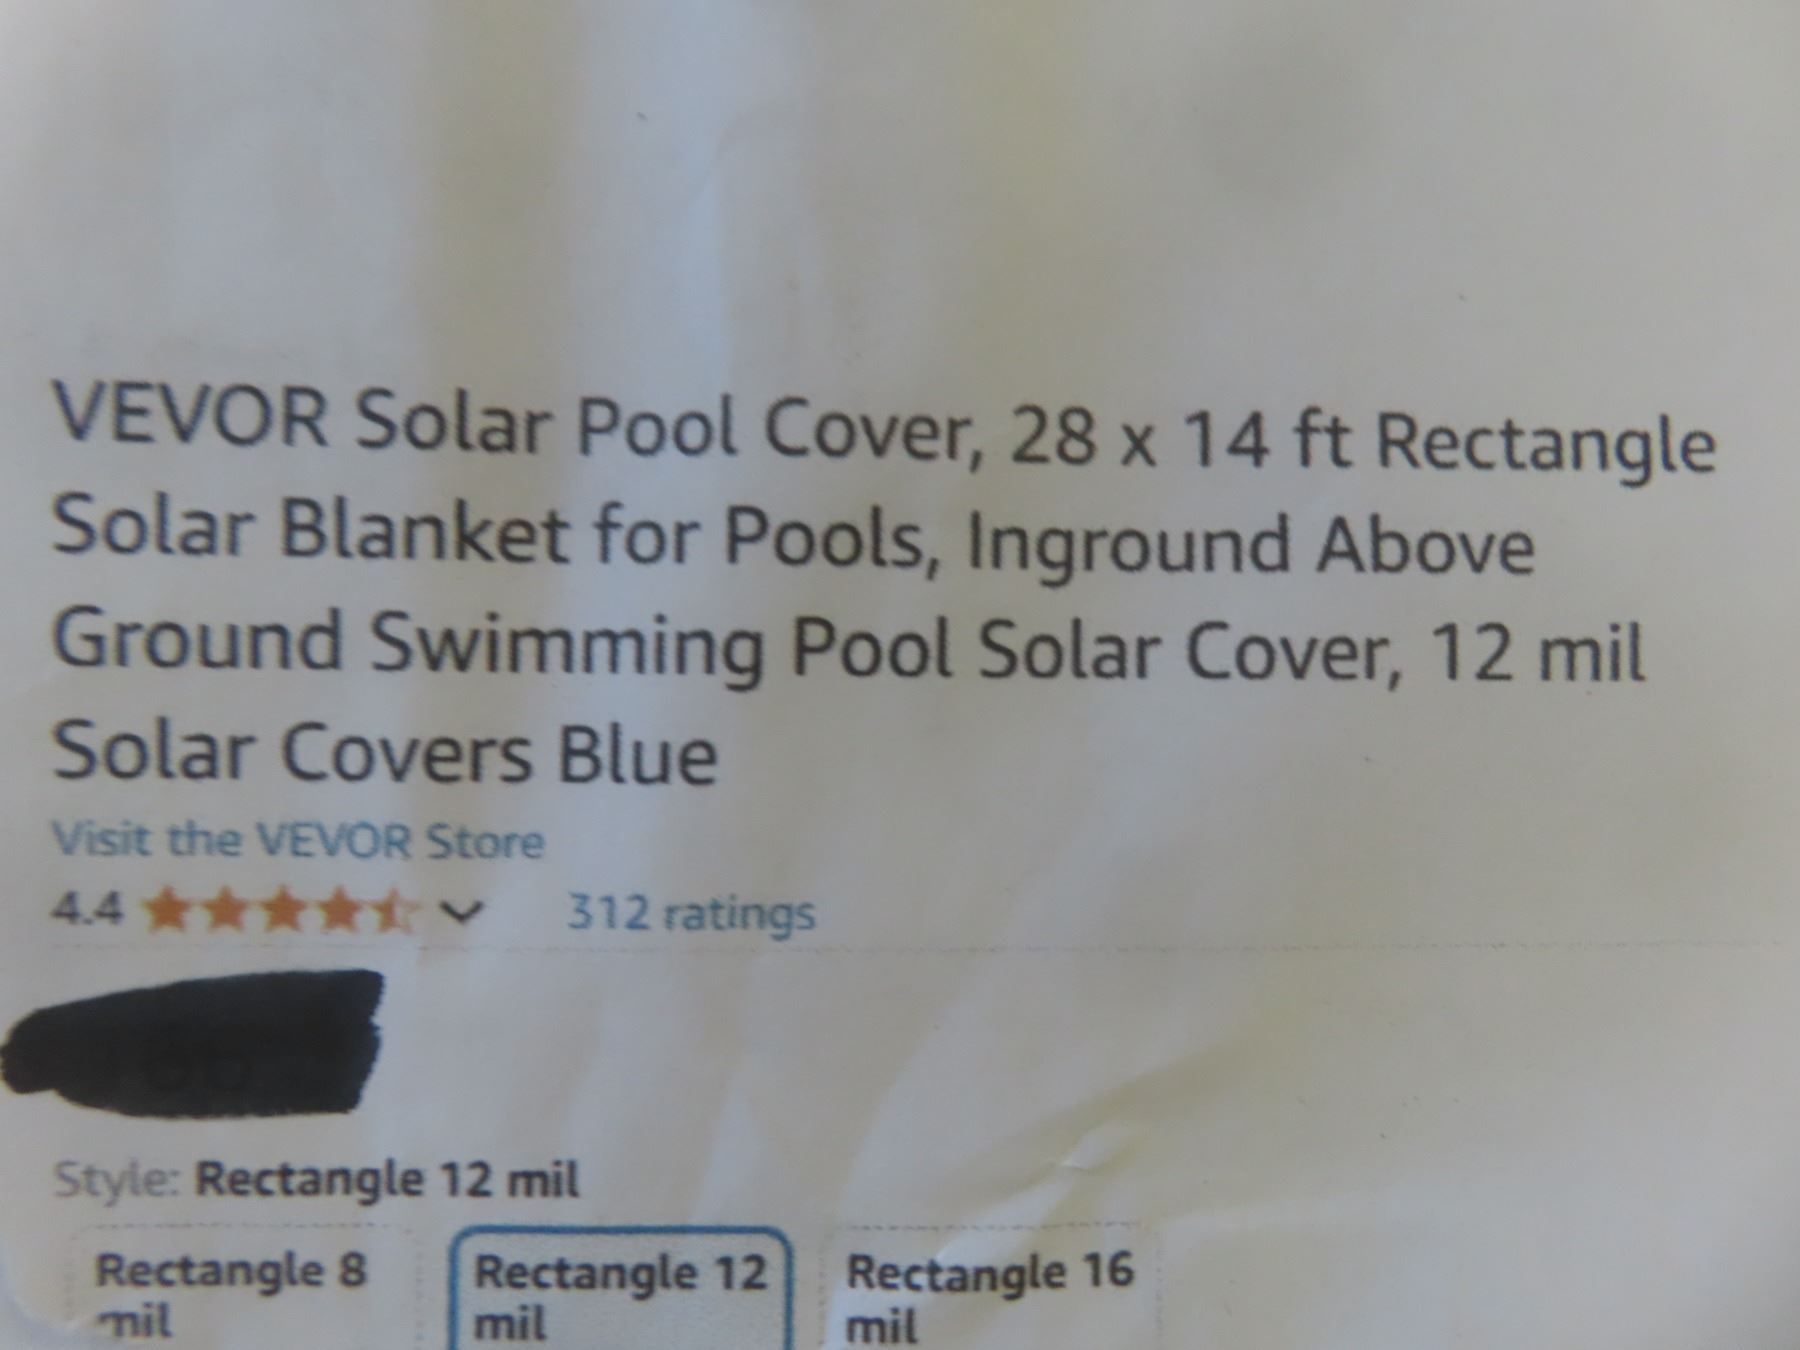 VEVOR Solar Pool Cover, 28 x 14 ft Rectangle
Solar Blanket for Pools, Inground Above
Ground Swimming Pool Solar Cover, 12 mil
Solar Covers Blue
Visit the VEVOR Store
4.4 312 ratings
Style: Rectangle 12 mil
Rectangle 8 mil
Rectangle 12 mil
Rectangle 16 mil